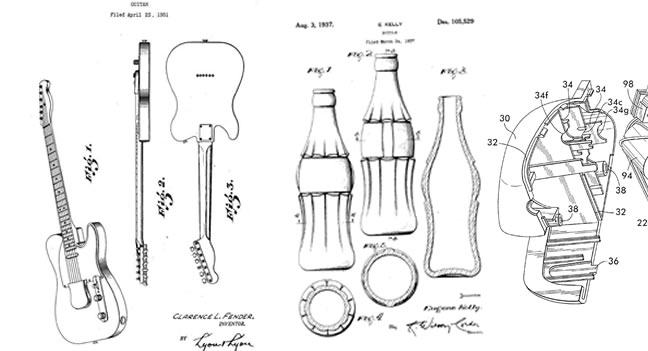 GUITAR
Filed April 23, 1951
Fig. 1.
Fig. 2.
Fig. 3.
CLARENCE L. FENDER,
INVENTOR.
BY Lyon & Lyon
Aug. 3, 1937.
E KELLY
Des. 105,529
BOTTLE
Filed March 24, 1937
Fig. 1
Fig. 2.
Fig. 3.
Fig. 4.
Fig. 5.
Eugene Kelly.
By
30
32
34f
34
34
34c
34g
38
38
32
36
98
94
22